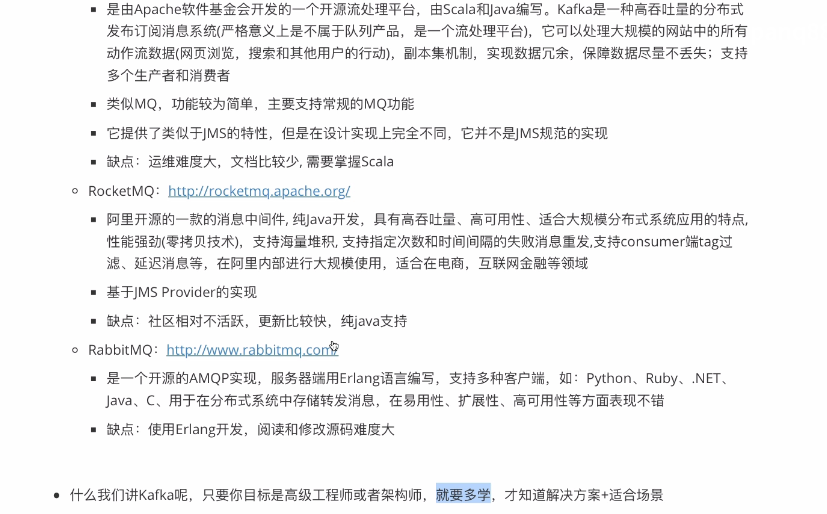 是由Apache软件基金会开发的一个开源流处理平台，由Scala和Java编写。Kafka是一种高吞吐量的分布式
发布订阅消息系统(严格意义上是不属于队列产品，是一个流处理平台)，它可以处理大规模的网站中的所有
动作流数据(网页浏览，搜索和其他用户的行动)，副本集机制，实现数据冗余，保障数据尽量不丢失；支持
多个生产者和消费者
类似MQ，功能较为简单，主要支持常规的MQ功能
它提供了类似于JMS的特性，但是在设计实现上完全不同，它并不是JMS规范的实现
缺点：运维难度大，文档比较少, 需要掌握Scala
RocketMQ：http://rocketmq.apache.org/
阿里开源的一款的消息中间件, 纯Java开发，具有高吞吐量、高可用性、适合大规模分布式系统应用的特点,
性能强劲(零拷贝技术)，支持海量堆积, 支持指定次数和时间间隔的失败消息重发,支持consumer端tag过
滤、延迟消息等，在阿里内部进行大规模使用，适合在电商，互联网金融等领域
基于JMS Provider的实现
缺点：社区相对不活跃，更新比较快，纯java支持
RabbitMQ：http://www.rabbitmq.com/
是一个开源的AMQP实现，服务器端用Erlang语言编写，支持多种客户端，如：Python、Ruby、.NET、
Java、C、用于在分布式系统中存储转发消息，在易用性、扩展性、高可用性等方面表现不错
缺点：使用Erlang开发，阅读和修改源码难度大
什么我们讲Kafka呢，只要你目标是高级工程师或者架构师，就要多学，才知道解决方案+适合场景